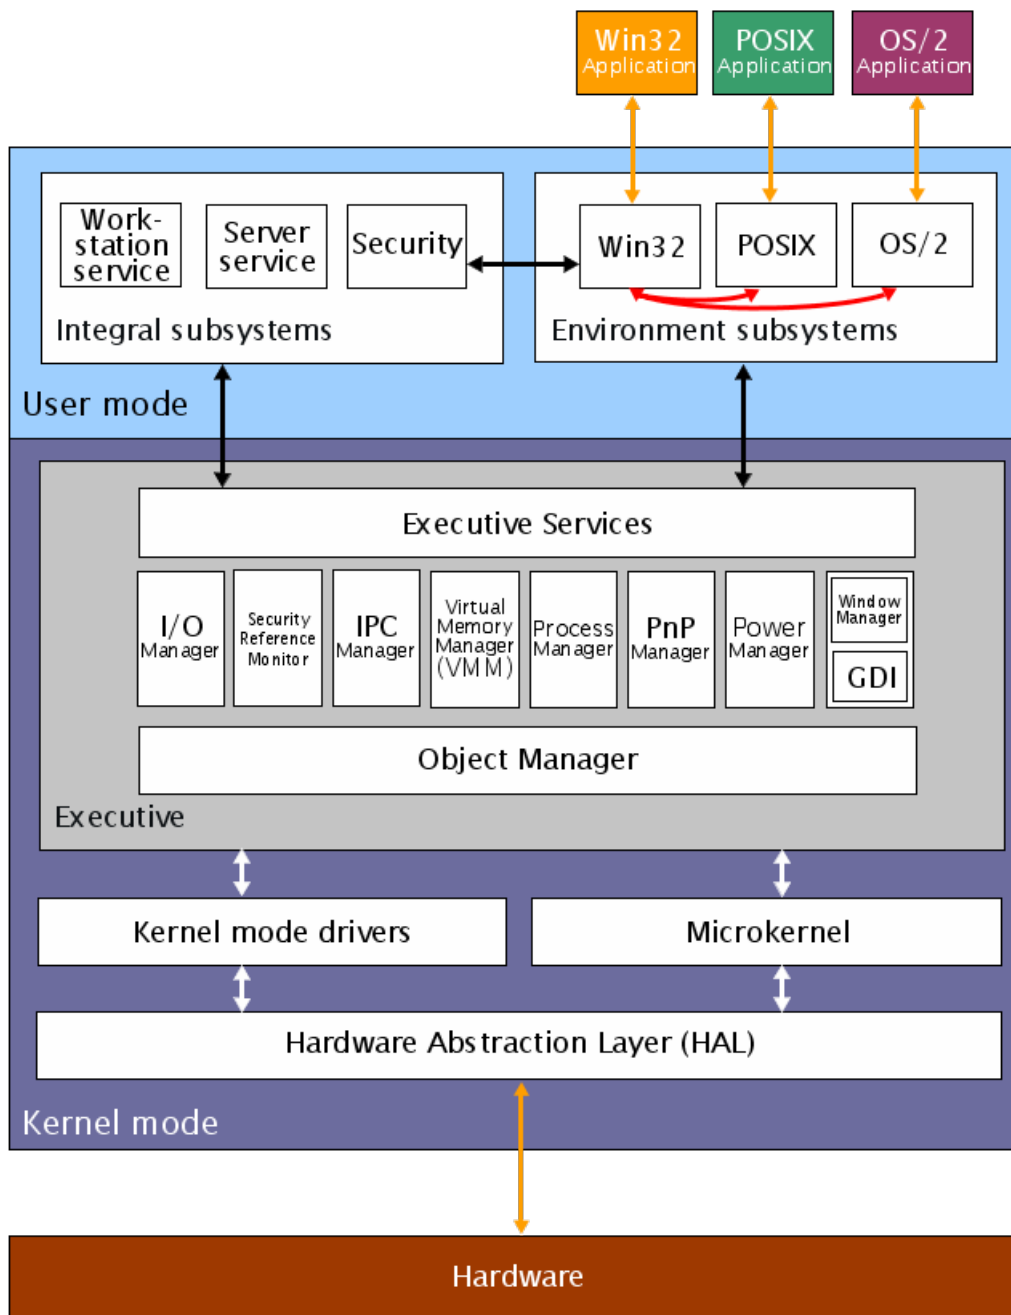 Win32
Application
POSIX
Application
OS/2
Application
Work-
station
service
Server
service
Security
Win32
POSIX
OS/2
Integral subsystems
Environment subsystems
User mode
Executive Services
I/O
Manager
Security
Reference
Monitor
IPC
Manager
Virtual
Memory
Manager
(VMM)
Process
Manager
PnP
Manager
Power
Manager
Window
Manager
GDI
Object Manager
Executive
Kernel mode drivers
Microkernel
Hardware Abstraction Layer (HAL)
Kernel mode
Hardware